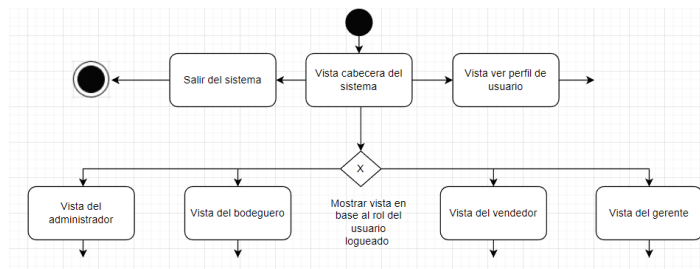 Salir del sistema
Vista cabecera del
sistema
Vista ver perfil de
usuario
X
Vista del
administrador
Vista del bodeguero
Mostrar vista en
base al rol del
usuario
logueado
Vista del vendedor
Vista del gerente